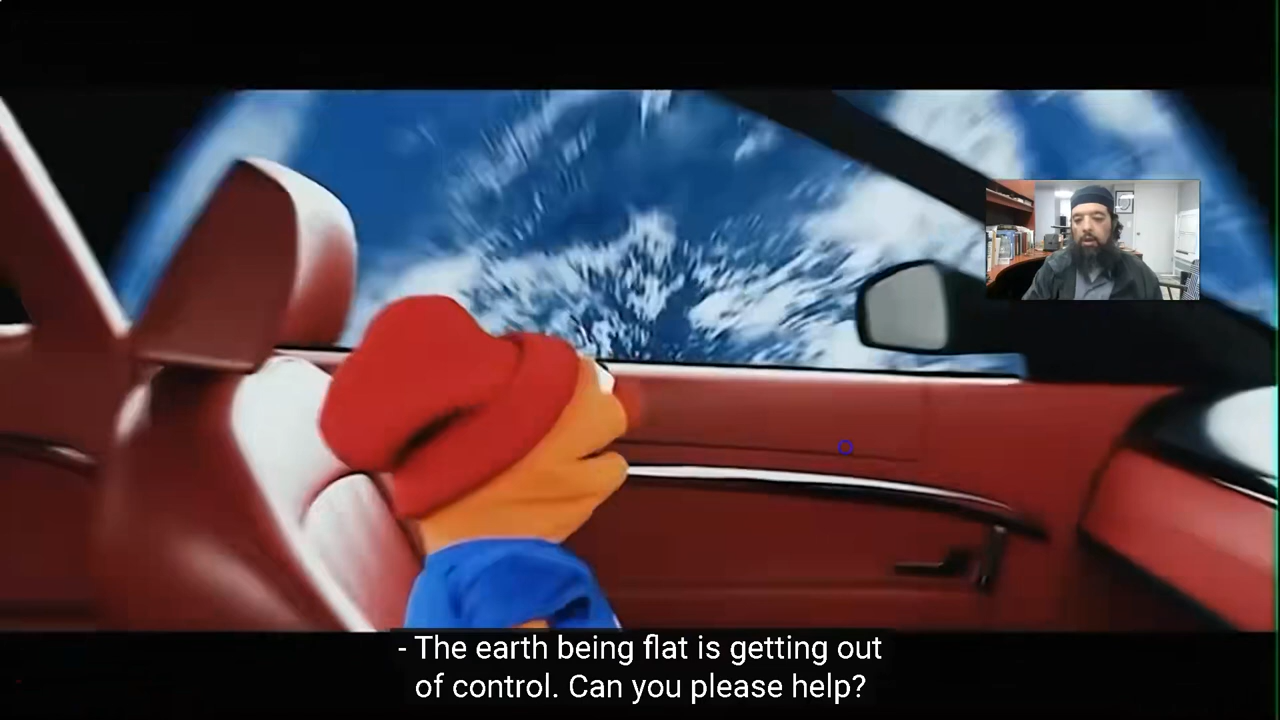 - The earth being flat is getting out
of control. Can you please help?